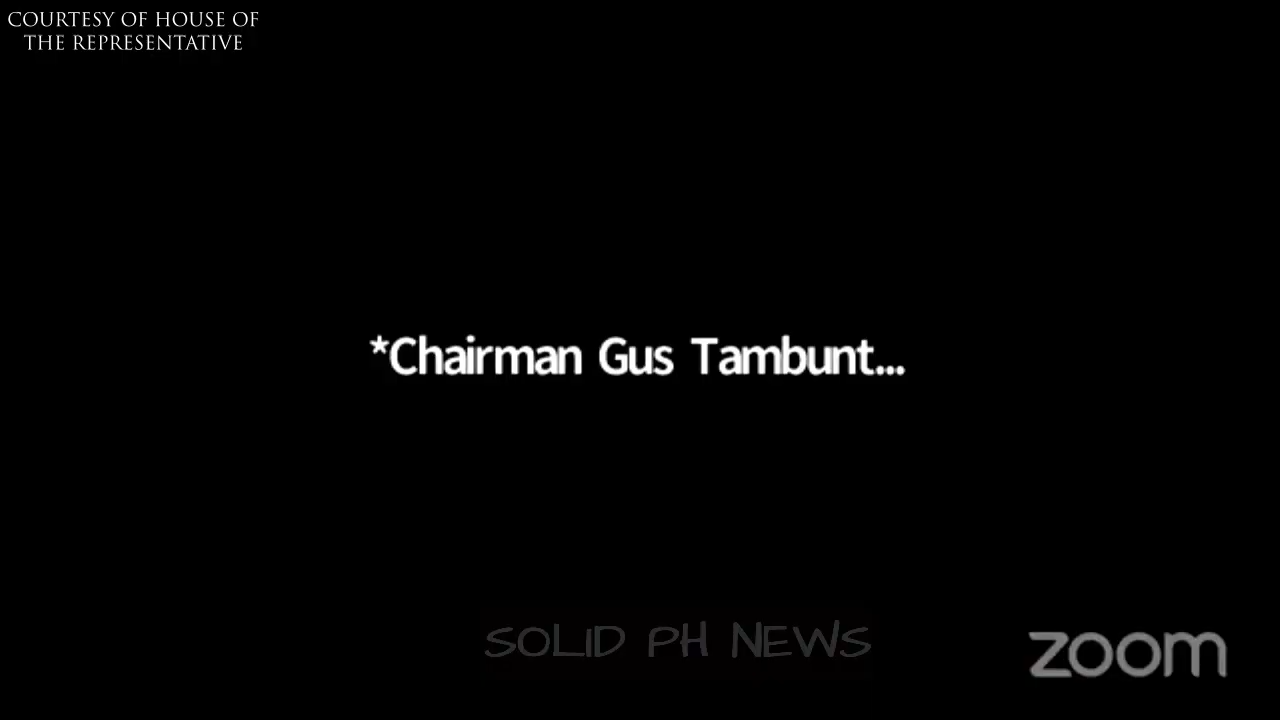 COURTESY OF HOUSE OF
THE REPRESENTATIVE
*Chairman Gus Tambunt...
SOLID PH NEWS
zoom